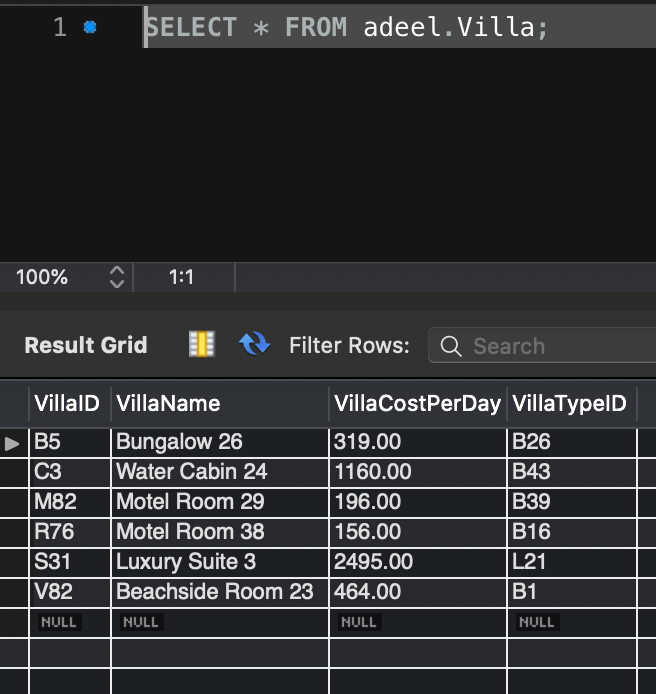 1 SELECT * FROM adeel.Villa;
100% 1:1
Result Grid Filter Rows: Search
VillaID VillaName VillaCostPerDay VillaTypeID
B5 Bungalow 26 319.00 B26
C3 Water Cabin 24 1160.00 B43
M82 Motel Room 29 196.00 B39
R76 Motel Room 38 156.00 B16
S31 Luxury Suite 3 2495.00 L21
V82 Beachside Room 23 464.00 B1
NULL NULL NULL NULL